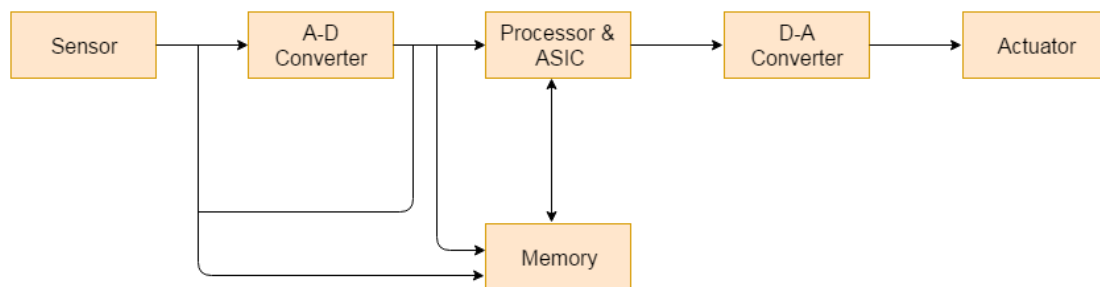 Sensor
A-D
Converter
Processor &
ASIC
D-A
Converter
Actuator
Memory